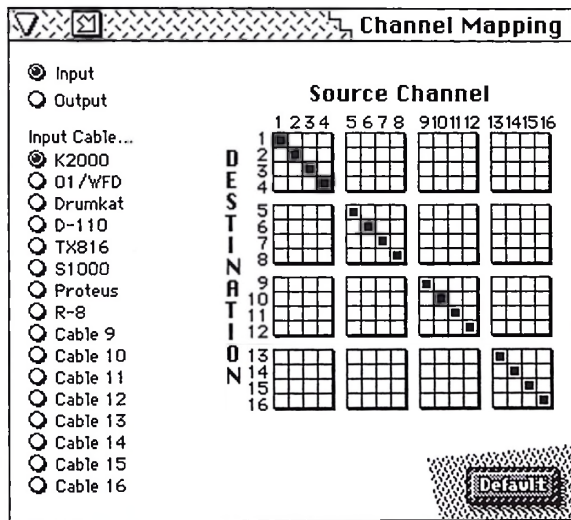 Channel Mapping
Input
Output
Input Cable...
K2000
01/WFD
Drumkat
D-110
TX816
S1000
Proteus
R-8
Cable 9
Cable 10
Cable 11
Cable 12
Cable 13
Cable 14
Cable 15
Cable 16
Source Channel
1 2 3 4 5 6 7 8 9 10 11 12 13 14 15 16
DESTINATION
1
2
3
4
5
6
7
8
9
10
11
12
13
14
15
16
Default